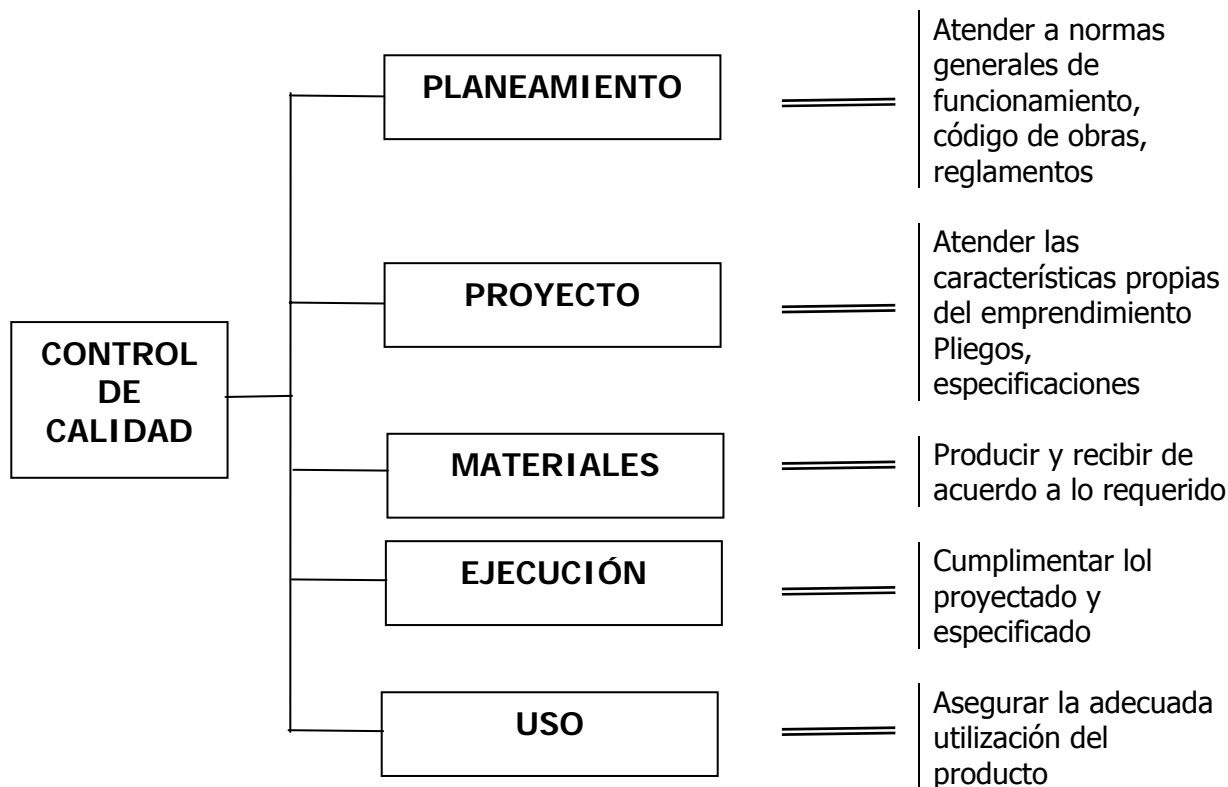 PLANEAMIENTO
Atender a normas
generales de
funcionamiento,
código de obras,
reglamentos
PROYECTO
Atender las
características propias
del emprendimiento
Pliegos,
especificaciones
CONTROL
DE
CALIDAD
MATERIALES
Producir y recibir de
acuerdo a lo requerido
EJECUCIÓN
Cumplimentar lol
proyectado y
especificado
USO
Asegurar la adecuada
utilización del
producto